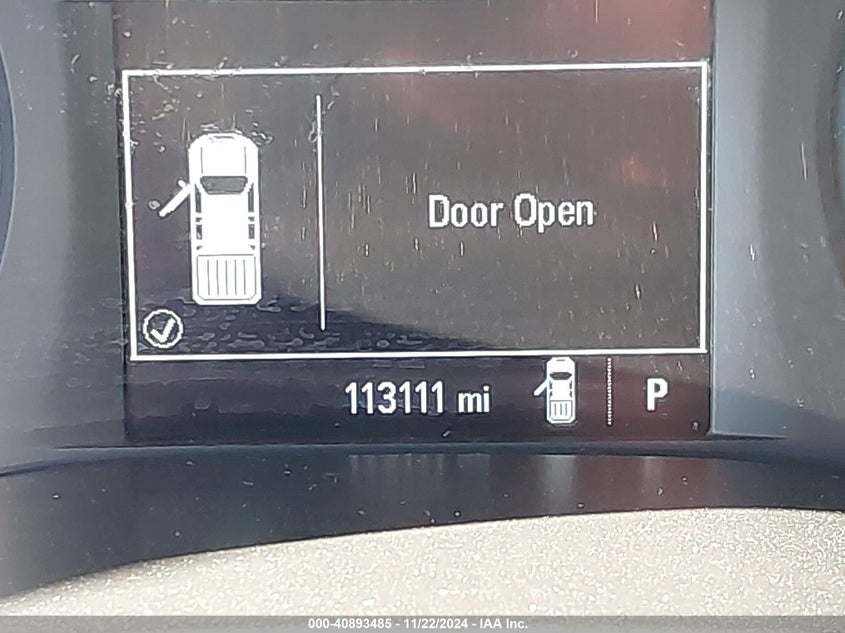 Door Open
113111 mi P
000-40893485 - 11/22/2024 - IAA Inc.